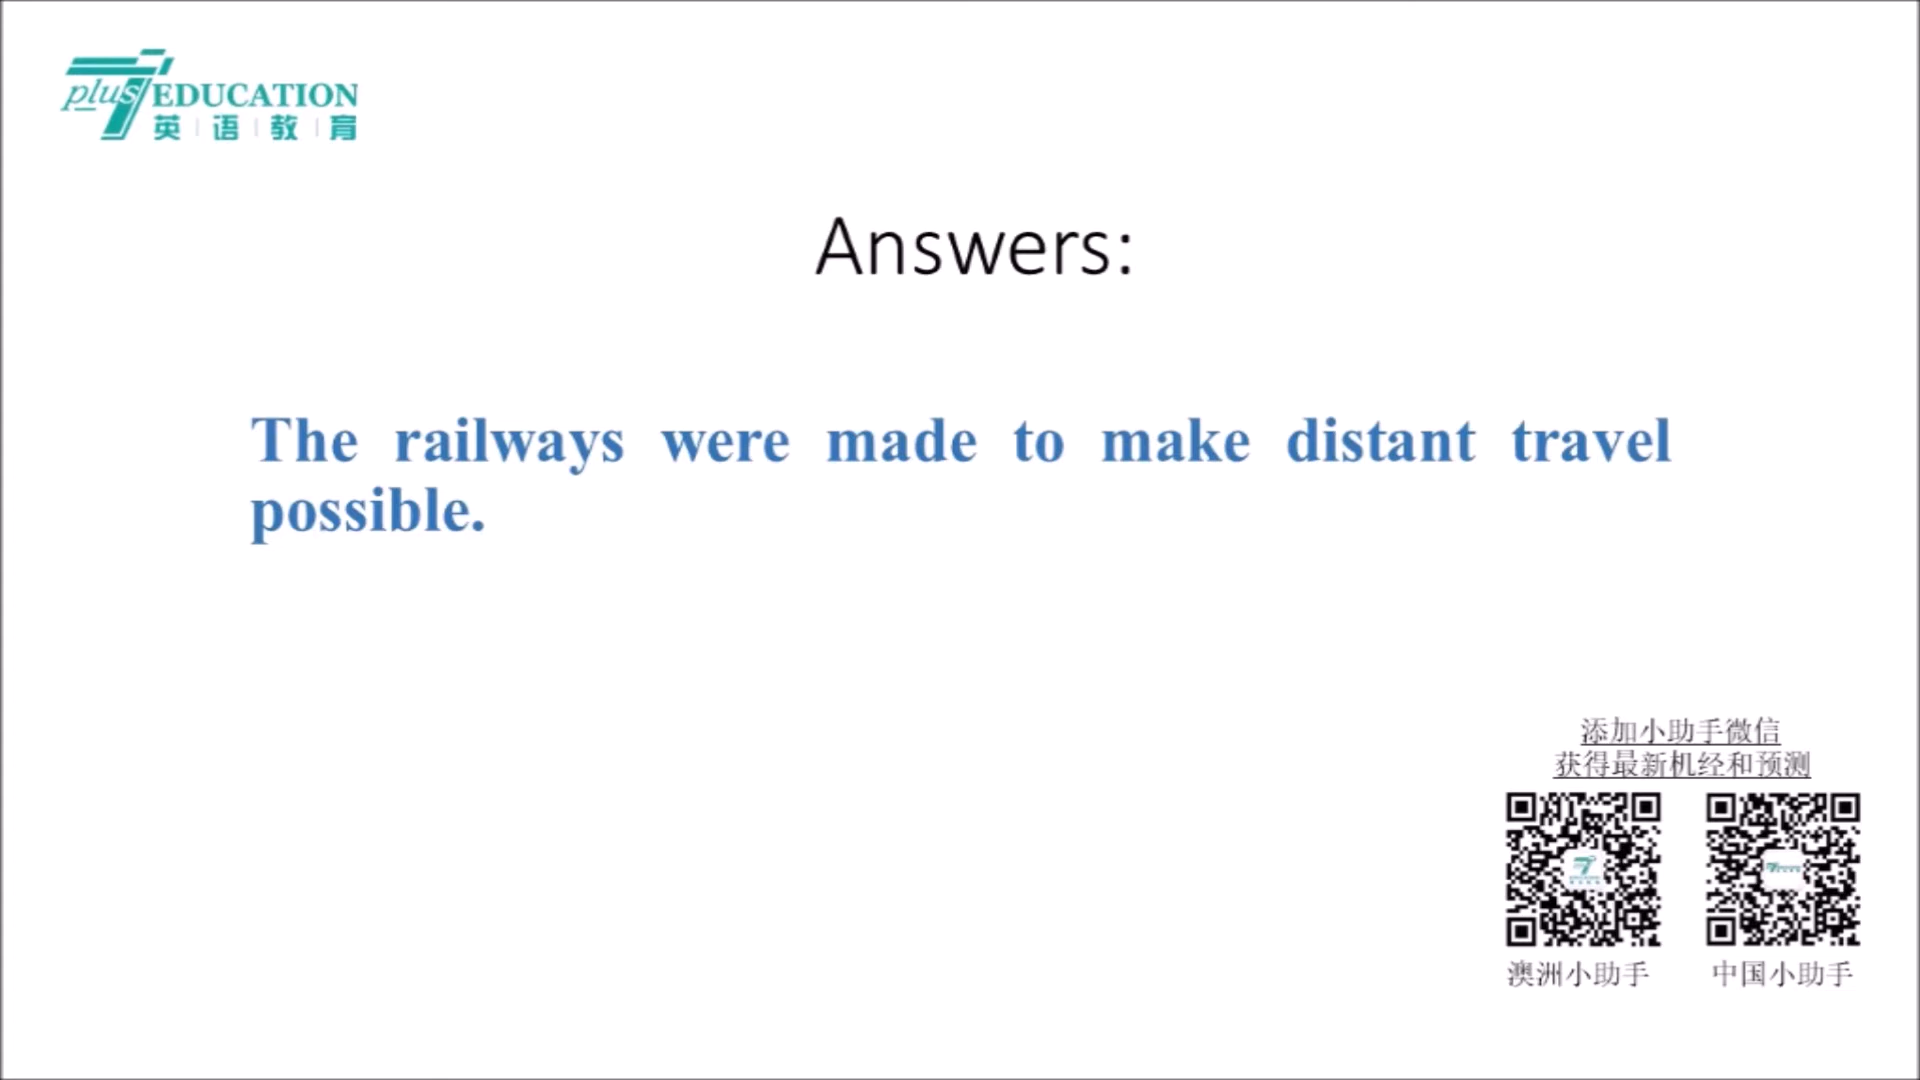 plus 7 EDUCATION
英语教育
Answers:
The railways were made to make distant travel
possible.
添加小助手微信
获得最新机经和预测
澳洲小助手 中国小助手